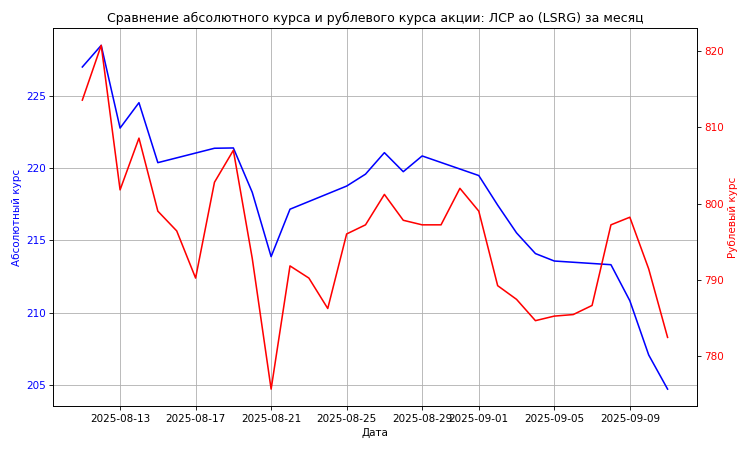 Сравнение абсолютного курса и рублевого курса акции: ЛСР ао (LSRG) за месяц
Абсолютный курс
225
220
215
210
205
820
810
800
790
780
Рублевый курс
2025-08-13 2025-08-17 2025-08-21 2025-08-25 2025-08-29 2025-09-01 2025-09-05 2025-09-09
Дата